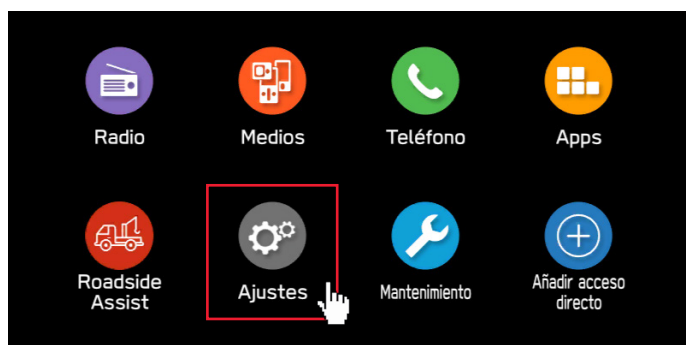 Radio
Medios
Teléfono
Apps
Roadside
Assist
Ajustes
Mantenimiento
Añadir acceso
directo